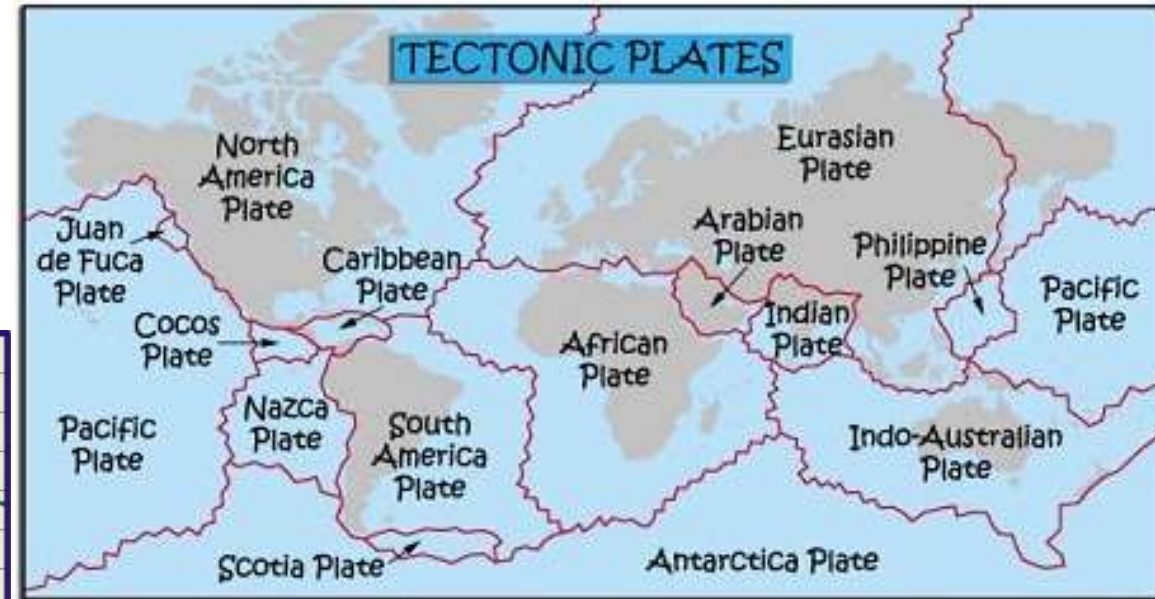 TECTONIC PLATES
North
America
Plate
Eurasian
Plate
Juan
de Fuca
Plate
Caribbean
Plate
Arabian
Plate
Philippine
Plate
Pacific
Plate
Cocos
Plate
Indian
Plate
African
Plate
Nazca
Plate
Pacific
Plate
South
America
Plate
Indo-Australian
Plate
Scotia Plate
Antarctica Plate